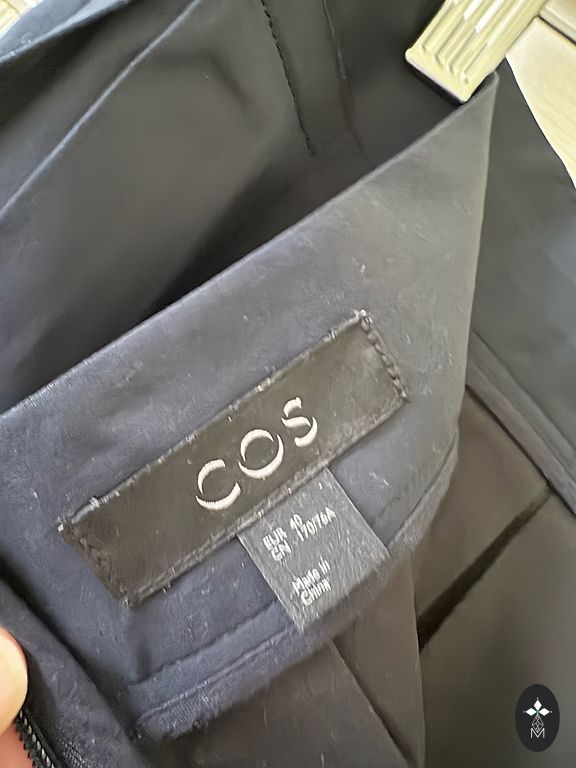 COS
EUR 40
CN 170/76A
Made in
China
M